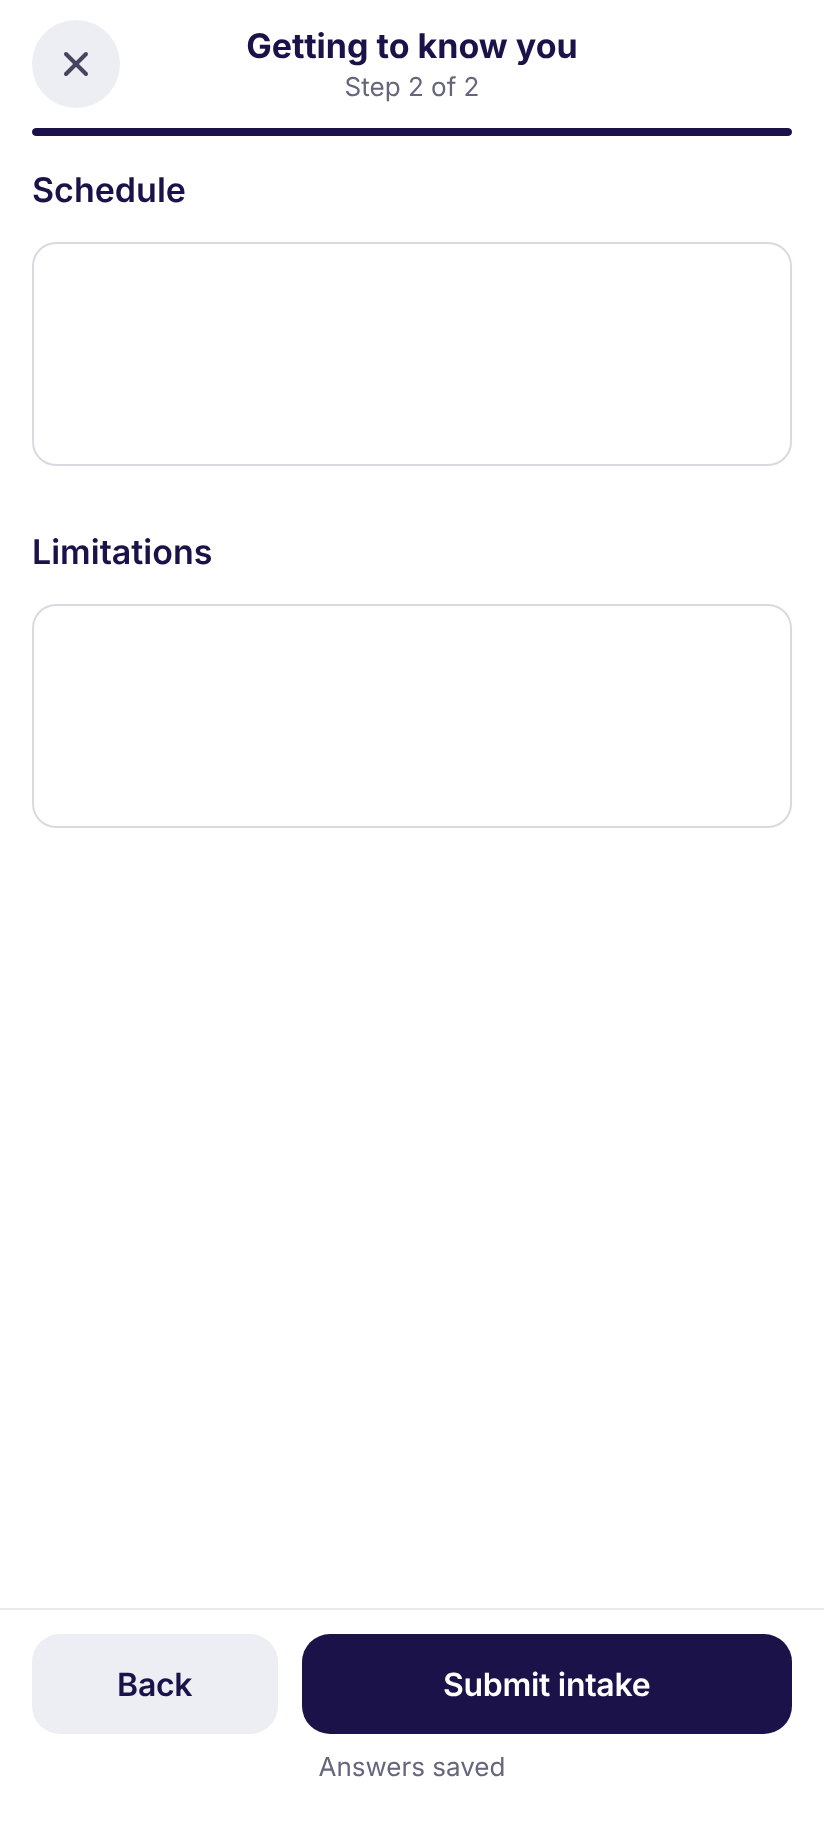 Getting to know you
Step 2 of 2
Schedule
Limitations
Back
Submit intake
Answers saved